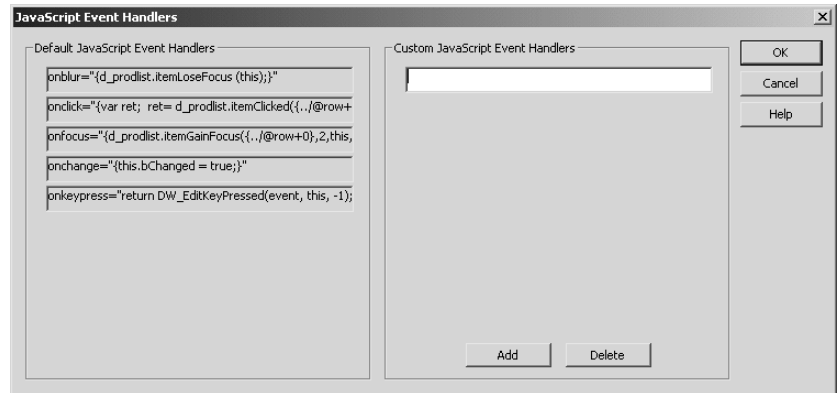 JavaScript Event Handlers
Default JavaScript Event Handlers
onblur="{d_prodlist.itemLoseFocus (this);}"
onclick="{var ret;  ret= d_prodlist.itemClicked({../@row+
onfocus="{d_prodlist.itemGainFocus({../@row+0},2,this,
onchange="{this.bChanged = true;}"
onkeypress="return DW_EditKeyPressed(event, this, -1);
Custom JavaScript Event Handlers
Add
Delete
OK
Cancel
Help